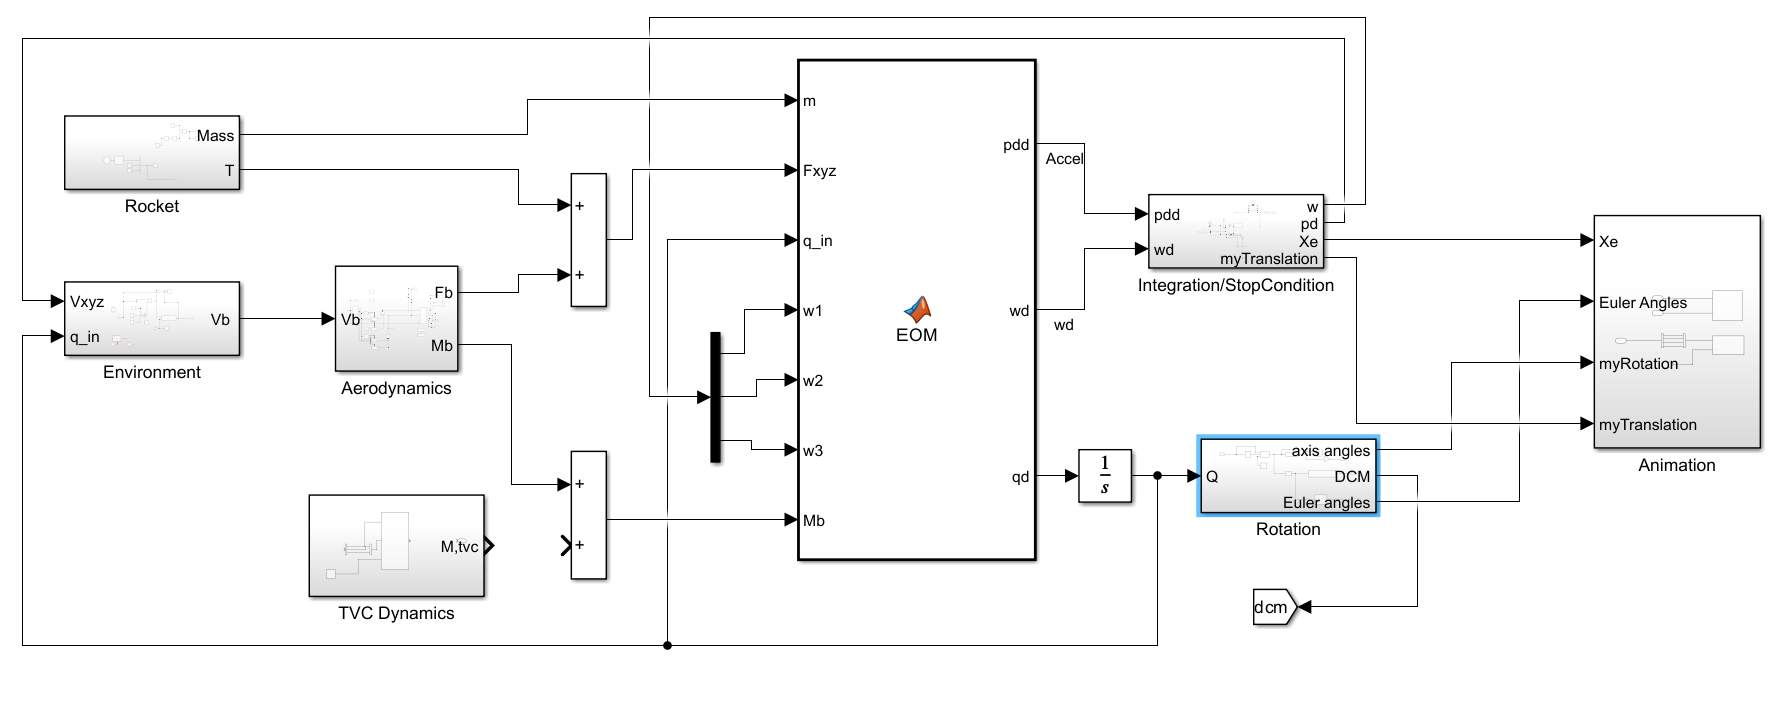 Rocket
Mass
T
Environment
Vxyz
q_in
Vb
Aerodynamics
Vb
Fb
Mb
TVC Dynamics
M,tvc
+
+
+
+
EOM
m
Fxyz
q_in
w1
w2
w3
Mb
pdd
wd
qd
Accel
wd
Integration/StopCondition
pdd
wd
w
pd
Xe
myTranslation
1
s
Rotation
Q
axis angles
DCM
Euler angles
dcm
Animation
Xe
Euler Angles
myRotation
myTranslation